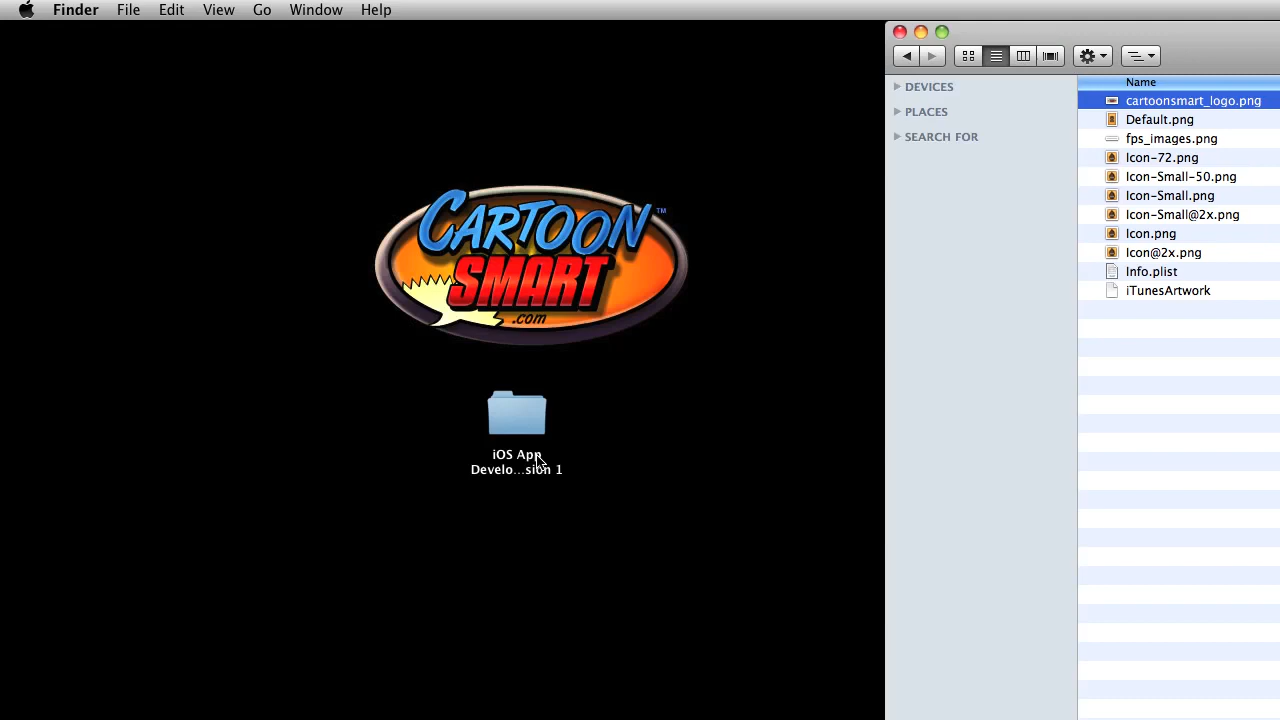 Finder File Edit View Go Window Help
DEVICES
PLACES
SEARCH FOR
Name
cartoonsmart_logo.png
Default.png
fps_images.png
Icon-72.png
Icon-Small-50.png
Icon-Small.png
Icon-Small@2x.png
Icon.png
Icon@2x.png
Info.plist
iTunesArtwork
CARTOON™
SMART
.com
iOS App
Develo...sion 1